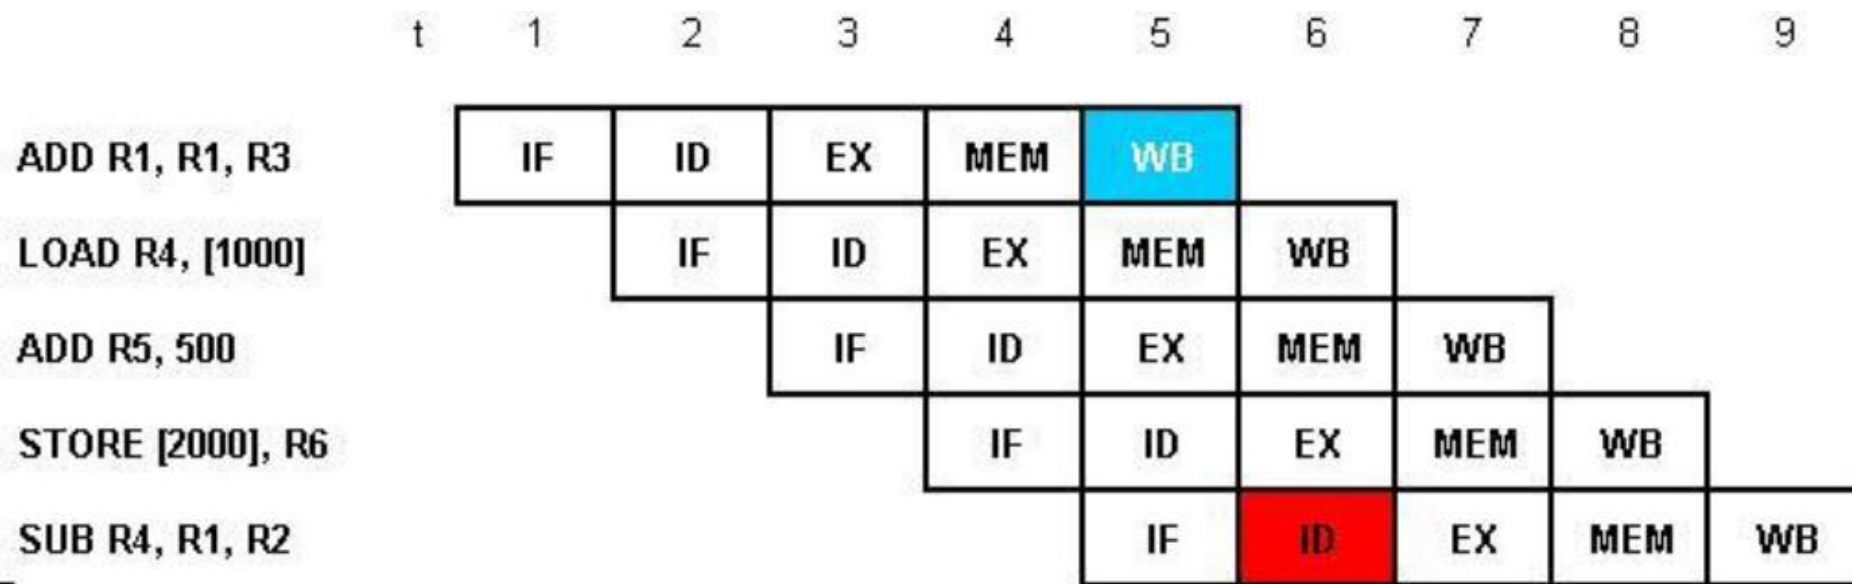 t 1 2 3 4 5 6 7 8 9
ADD R1, R1, R3 IF ID EX MEM WB
LOAD R4, [1000] IF ID EX MEM WB
ADD R5, 500 IF ID EX MEM WB
STORE [2000], R6 IF ID EX MEM WB
SUB R4, R1, R2 IF ID EX MEM WB